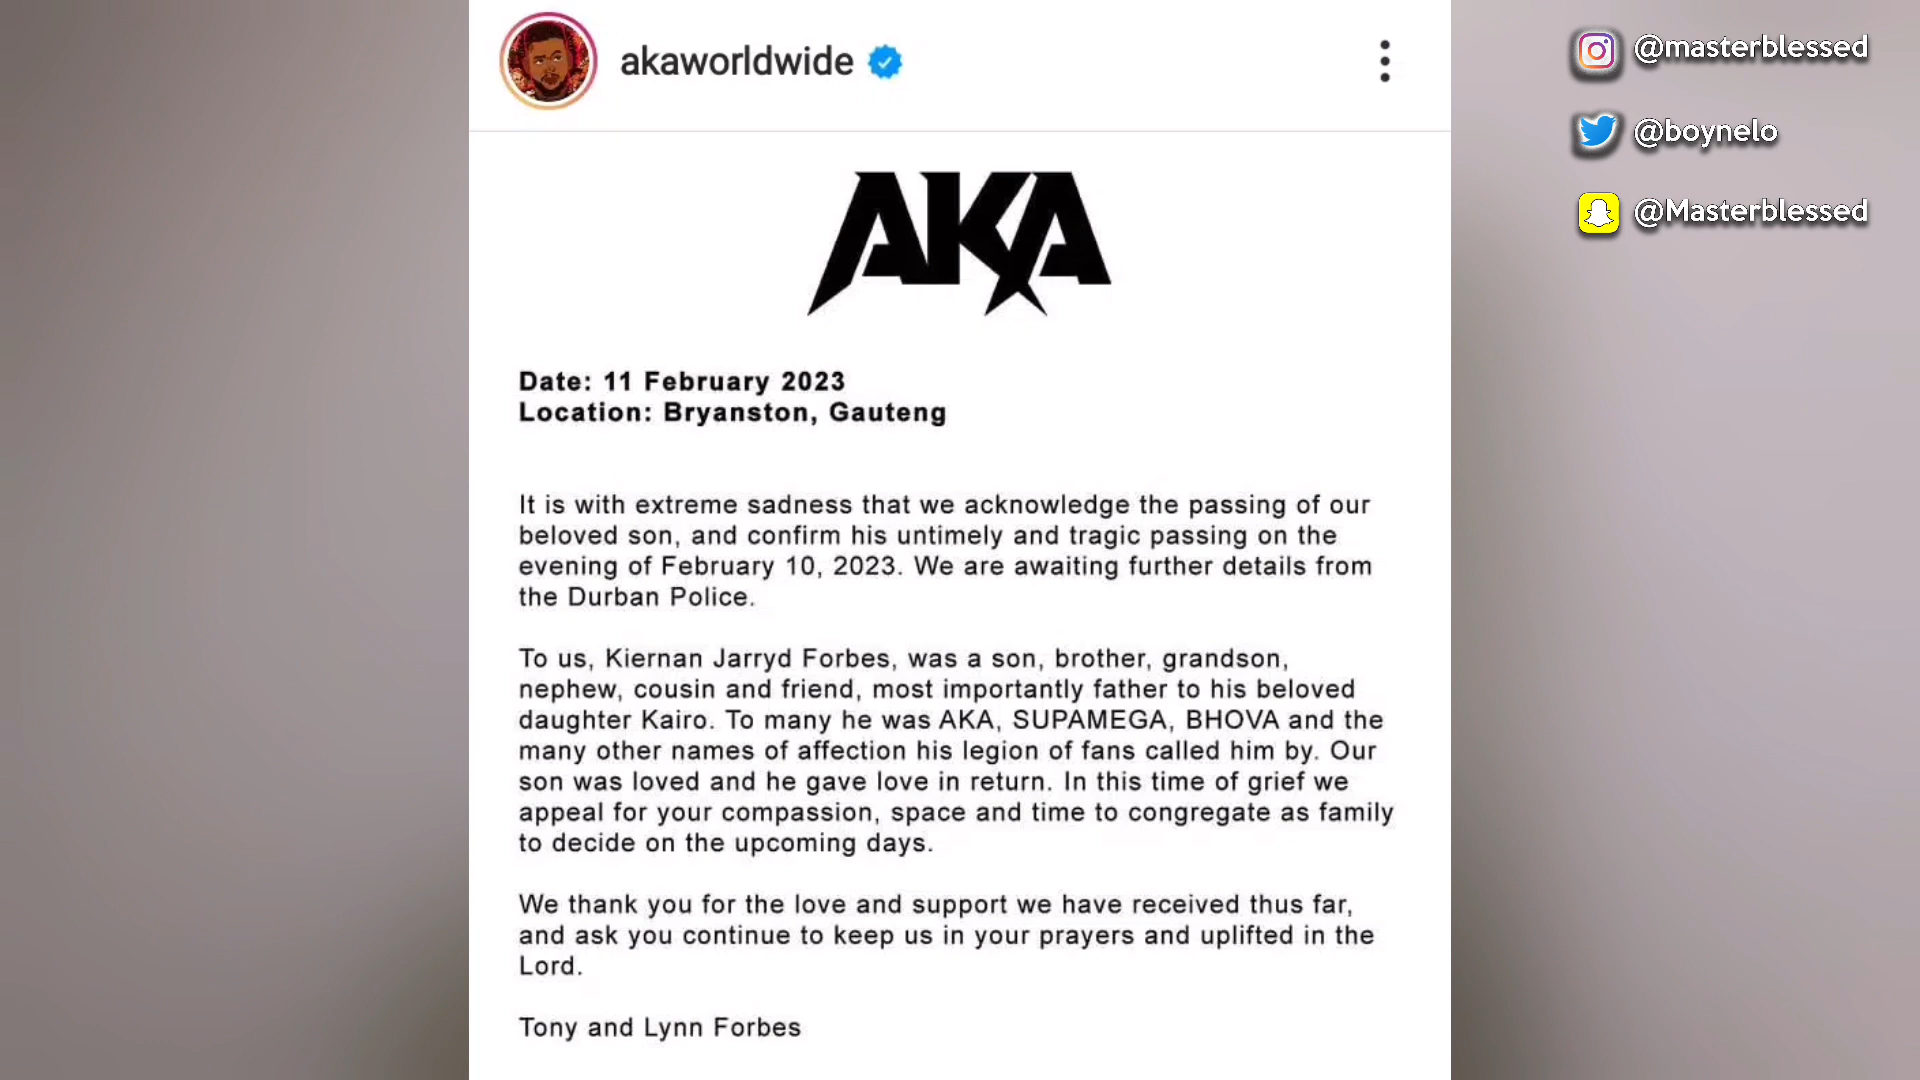 akaworldwide
@masterblessed
@boynelo
@Masterblessed
AKA
Date: 11 February 2023
Location: Bryanston, Gauteng
It is with extreme sadness that we acknowledge the passing of our
beloved son, and confirm his untimely and tragic passing on the
evening of February 10, 2023. We are awaiting further details from
the Durban Police.
To us, Kiernan Jarryd Forbes, was a son, brother, grandson,
nephew, cousin and friend, most importantly father to his beloved
daughter Kairo. To many he was AKA, SUPAMEGA, BHOVA and the
many other names of affection his legion of fans called him by. Our
son was loved and he gave love in return. In this time of grief we
appeal for your compassion, space and time to congregate as family
to decide on the upcoming days.
We thank you for the love and support we have received thus far,
and ask you continue to keep us in your prayers and uplifted in the
Lord.
Tony and Lynn Forbes